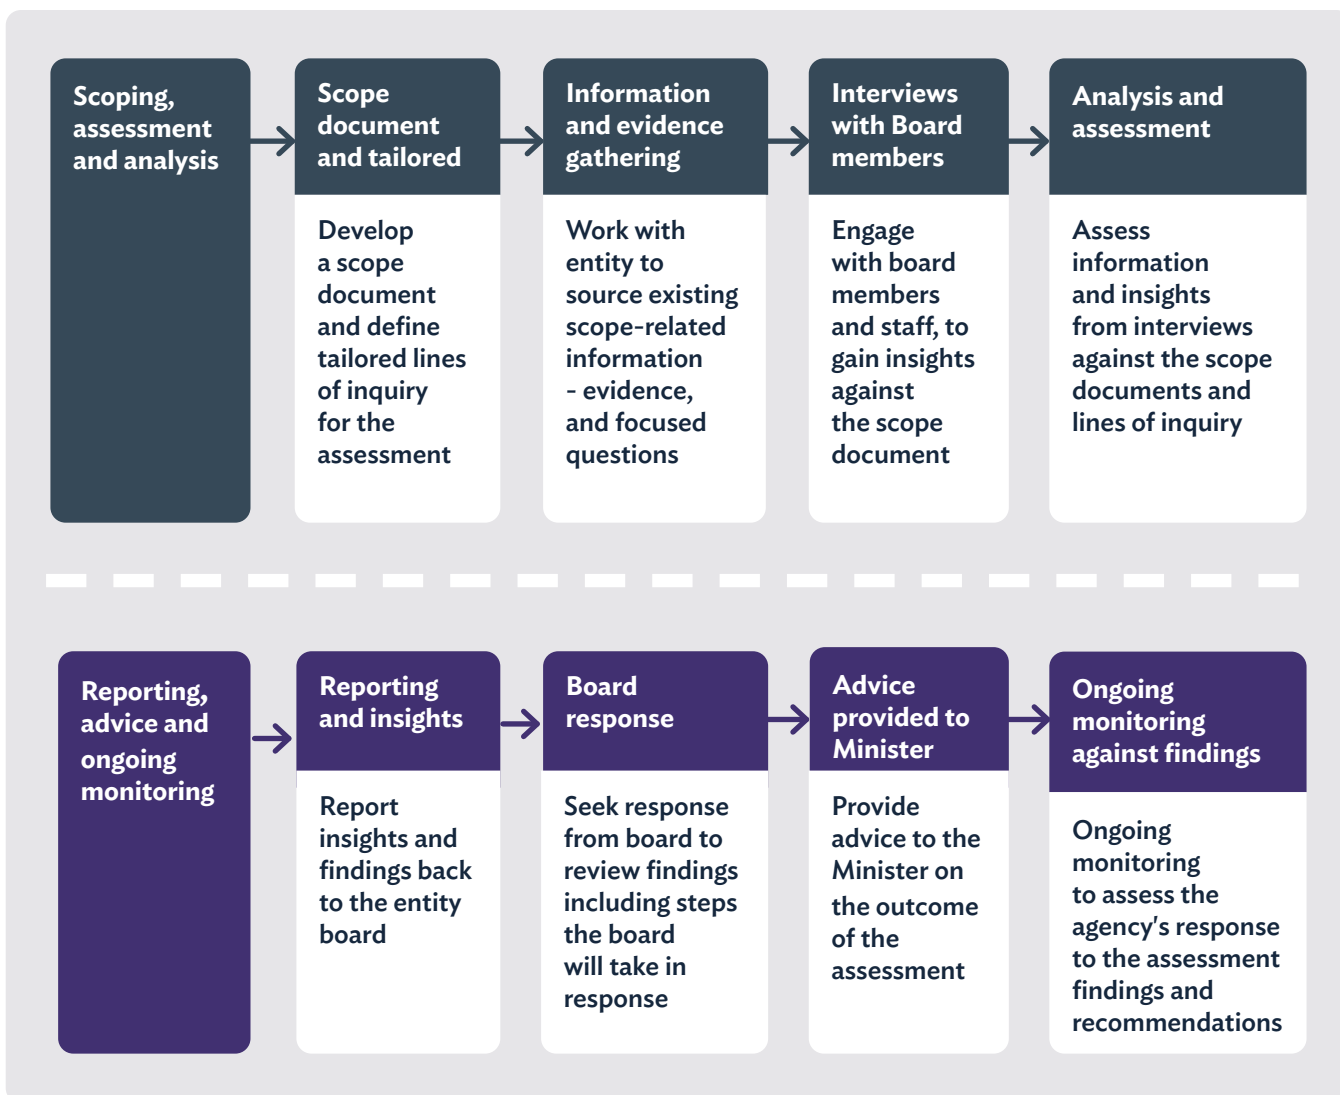 Scoping,
assessment
and analysis
Scope
document
and tailored
Develop
a scope
document
and define
tailored lines
of inquiry
for the
assessment
Information
and evidence
gathering
Work with
entity to
source existing
scope-related
information
- evidence,
and focused
questions
Interviews
with Board
members
Engage
with board
members
and staff, to
gain insights
against
the scope
document
Analysis and
assessment
Assess
information
and insights
from interviews
against the scope
documents and
lines of inquiry
Reporting,
advice and
ongoing
monitoring
Reporting
and insights
Report
insights and
findings back
to the entity
board
Board
response
Seek response
from board to
review findings
including steps
the board
will take in
response
Advice
provided to
Minister
Provide
advice to the
Minister on
the outcome
of the
assessment
Ongoing
monitoring
against findings
Ongoing
monitoring
to assess the
agency's response
to the assessment
findings and
recommendations